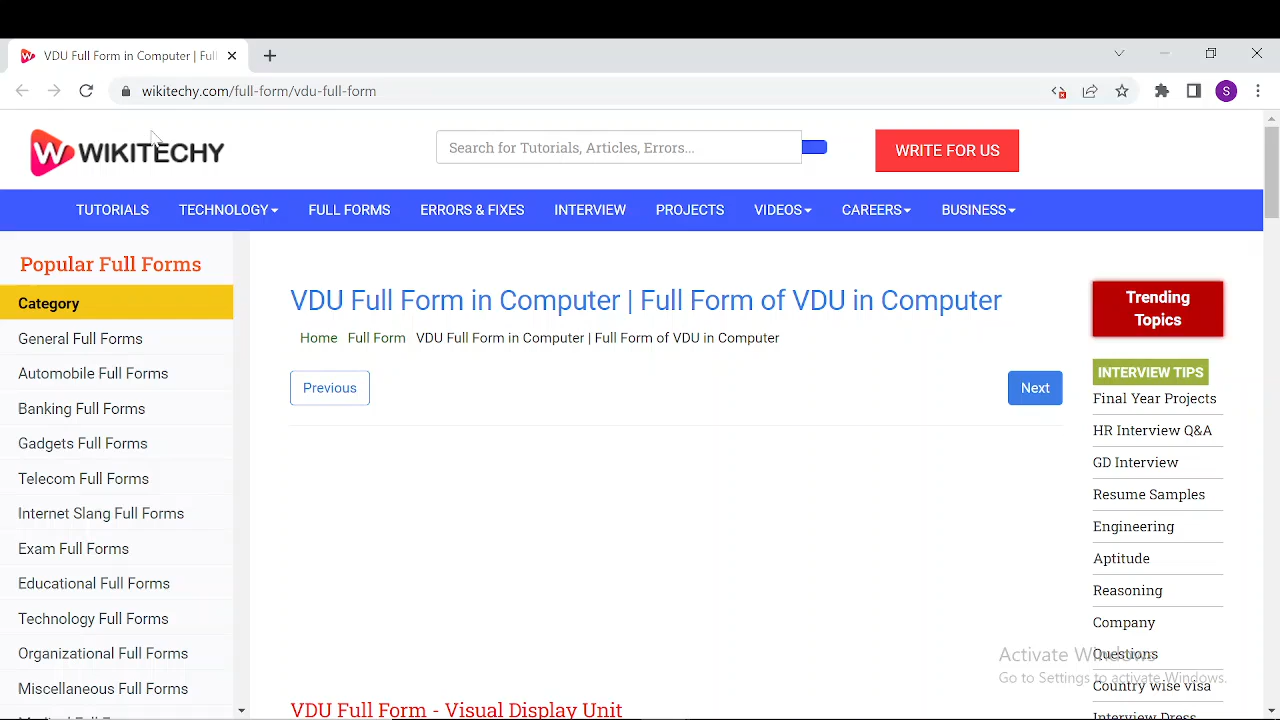 VDU Full Form in Computer | Full
wikitechy.com/full-form/vdu-full-form
S
W WIKITECHY
Search for Tutorials, Articles, Errors...
WRITE FOR US
TUTORIALS TECHNOLOGY FULL FORMS ERRORS & FIXES INTERVIEW PROJECTS VIDEOS CAREERS BUSINESS
Popular Full Forms
Category
General Full Forms
Automobile Full Forms
Banking Full Forms
Gadgets Full Forms
Telecom Full Forms
Internet Slang Full Forms
Exam Full Forms
Educational Full Forms
Technology Full Forms
Organizational Full Forms
Miscellaneous Full Forms
VDU Full Form in Computer | Full Form of VDU in Computer
Home Full Form VDU Full Form in Computer | Full Form of VDU in Computer
Previous
Next
VDU Full Form - Visual Display Unit
Trending
Topics
INTERVIEW TIPS
Final Year Projects
HR Interview Q&A
GD Interview
Resume Samples
Engineering
Aptitude
Reasoning
Company
Questions
Country wise visa
Interview Dress
Activate Windows
Go to Settings to activate Windows.